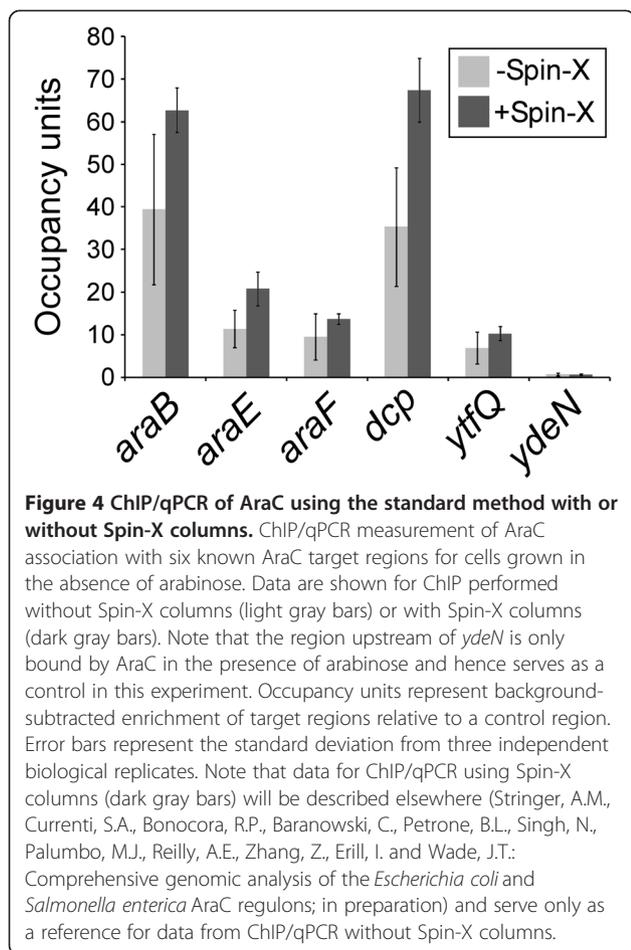 80
70
60
50
40
30
20
10
0
Occupancy units
-Spin-X
+Spin-X
araB
araE
araF
dcp
ytfQ
ydeN
Figure 4 ChIP/qPCR of AraC using the standard method with or
without Spin-X columns. ChIP/qPCR measurement of AraC
association with six known AraC target regions for cells grown in
the absence of arabinose. Data are shown for ChIP performed
without Spin-X columns (light gray bars) or with Spin-X columns
(dark gray bars). Note that the region upstream of ydeN is only
bound by AraC in the presence of arabinose and hence serves as a
control in this experiment. Occupancy units represent background-
subtracted enrichment of target regions relative to a control region.
Error bars represent the standard deviation from three independent
biological replicates. Note that data for ChIP/qPCR using Spin-X
columns (dark gray bars) will be described elsewhere (Stringer, A.M.,
Currenti, S.A., Bonocora, R.P., Baranowski, C., Petrone, B.L., Singh, N.,
Palumbo, M.J., Reilly, A.E., Zhang, Z., Erill, I. and Wade, J.T.:
Comprehensive genomic analysis of the Escherichia coli and
Salmonella enterica AraC regulons; in preparation) and serve only as
a reference for data from ChIP/qPCR without Spin-X columns.